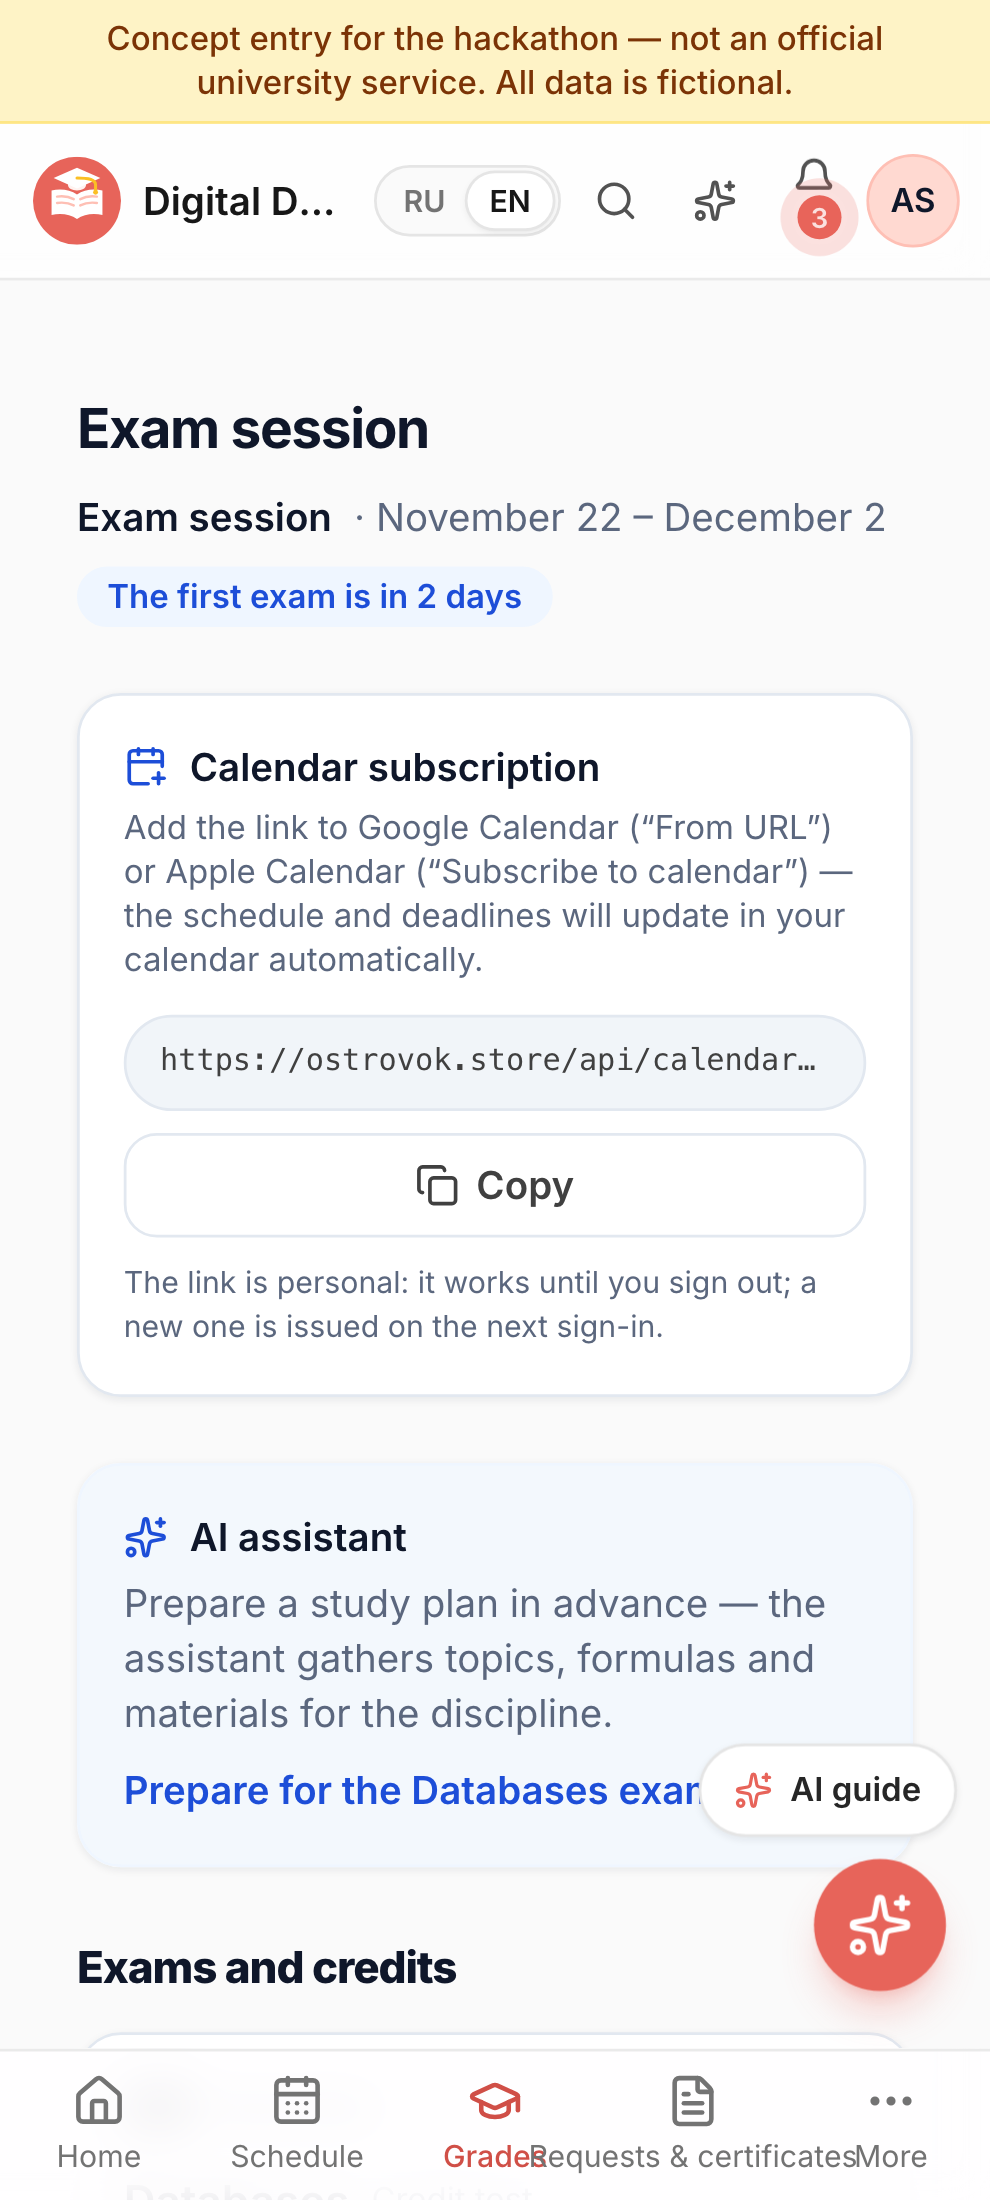 Concept entry for the hackathon — not an official
university service. All data is fictional.
Digital D...
RU
EN
3
AS
Exam session
Exam session · November 22 – December 2
The first exam is in 2 days
Calendar subscription
Add the link to Google Calendar (“From URL”)
or Apple Calendar (“Subscribe to calendar”) —
the schedule and deadlines will update in your
calendar automatically.
https://ostrovok.store/api/calendar…
Copy
The link is personal: it works until you sign out; a
new one is issued on the next sign-in.
AI assistant
Prepare a study plan in advance — the
assistant gathers topics, formulas and
materials for the discipline.
Prepare for the Databases exam
AI guide
Exams and credits
Home
Schedule
Grades
Requests & certificates
More
Databases Credit test